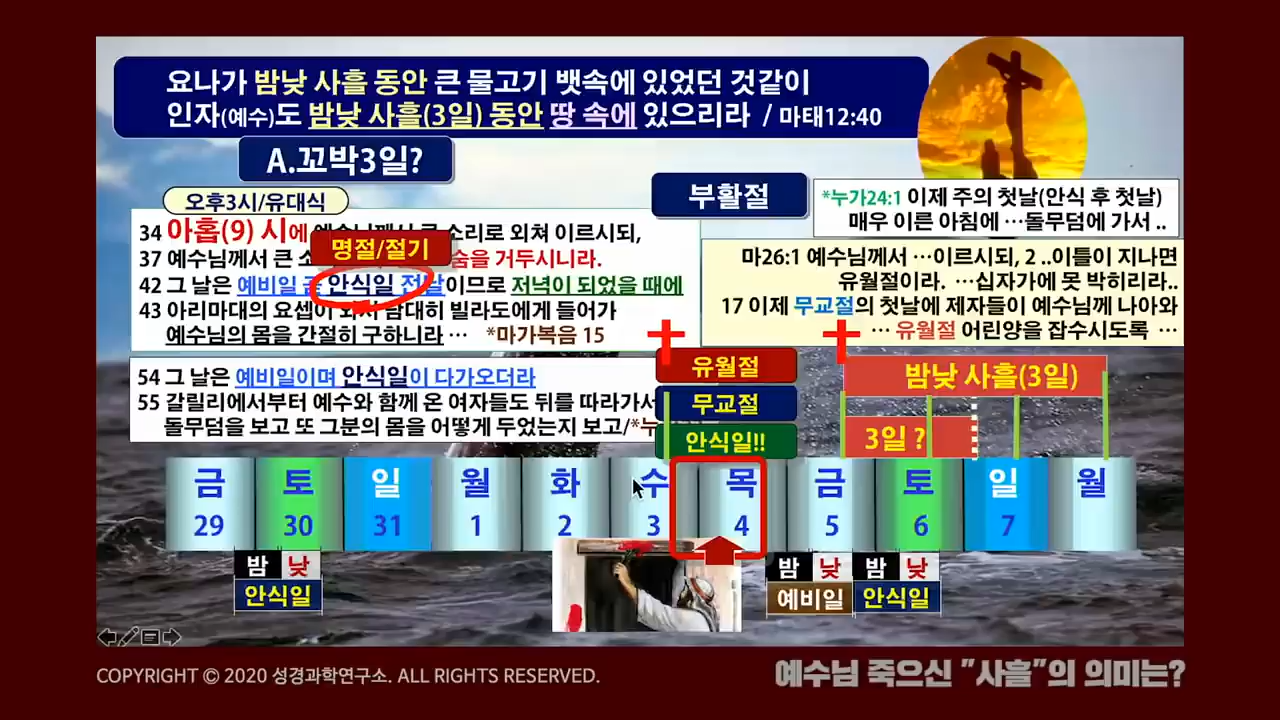 요나가 밤낮 사흘 동안 큰 물고기 뱃속에 있었던 것같이
인자(예수)도 밤낮 사흘(3일) 동안 땅 속에 있으리라 / 마태12:40
A.꼬박3일?
오후3시/유대식
34 아홉(9) 시에 소리로 외쳐 이르시되,
명절/절기
37 예수님께서 큰 숨을 거두시니라.
42 그 날은 예비일 곧 안식일 전날이므로 저녁이 되었을 때에
43 아리마대의 요셉이 와서 담대히 빌라도에게 들어가
예수님의 몸을 간절히 구하니라 … *마가복음 15
54 그 날은 예비일이며 안식일이 다가오더라
55 갈릴리에서부터 예수와 함께 온 여자들도 뒤를 따라가서
돌무덤을 보고 또 그분의 몸을 어떻게 두었는지 보고/*누
부활절
*누가24:1 이제 주의 첫날(안식 후 첫날)
매우 이른 아침에 …돌무덤에 가서 ..
마26:1 예수님께서 …이르시되, 2 ..이틀이 지나면
유월절이라. …십자가에 못 박히리라..
17 이제 무교절의 첫날에 제자들이 예수님께 나아와
… 유월절 어린양을 잡수시도록 …
유월절
무교절
안식일!!
밤낮 사흘(3일)
3일 ?
금 토 일 월 화 수 목 금 토 일 월
29 30 31 1 2 3 4 5 6 7
밤 낮 밤 낮 밤 낮
안식일 예비일 안식일
COPYRIGHT © 2020 성경과학연구소. ALL RIGHTS RESERVED.
예수님 죽으신 "사흘"의 의미는?